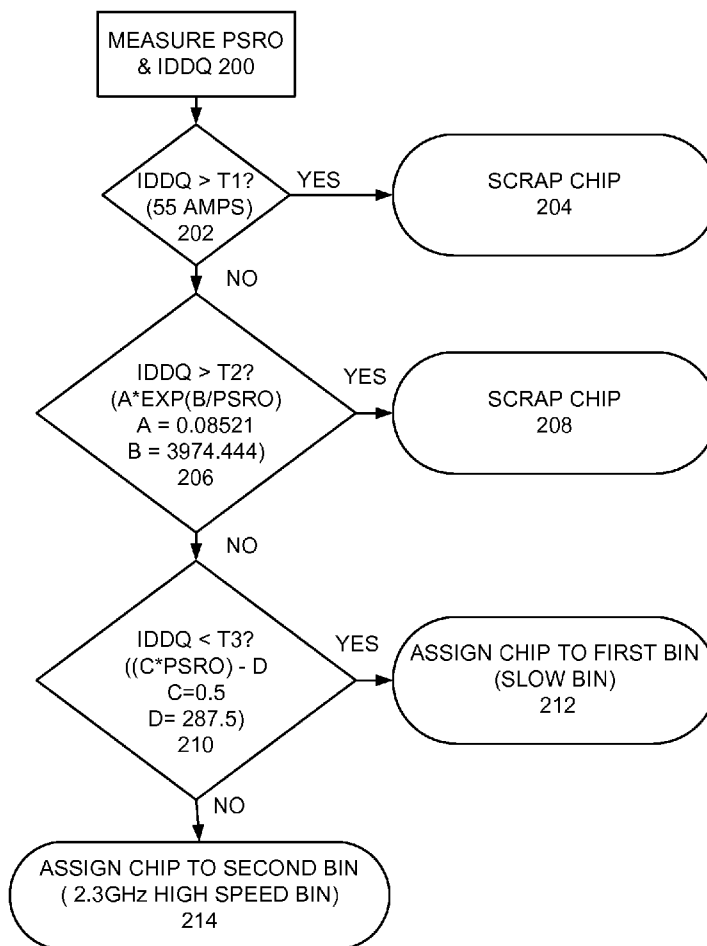 MEASURE PSRO
& IDDQ 200
IDDQ > T1?
(55 AMPS)
202
YES
SCRAP CHIP
204
NO
IDDQ > T2?
(A*EXP(B/PSRO)
A = 0.08521
B = 3974.444)
206
YES
SCRAP CHIP
208
NO
IDDQ < T3?
((C*PSRO) - D
C=0.5
D= 287.5)
210
YES
ASSIGN CHIP TO FIRST BIN
(SLOW BIN)
212
NO
ASSIGN CHIP TO SECOND BIN
( 2.3GHz HIGH SPEED BIN)
214